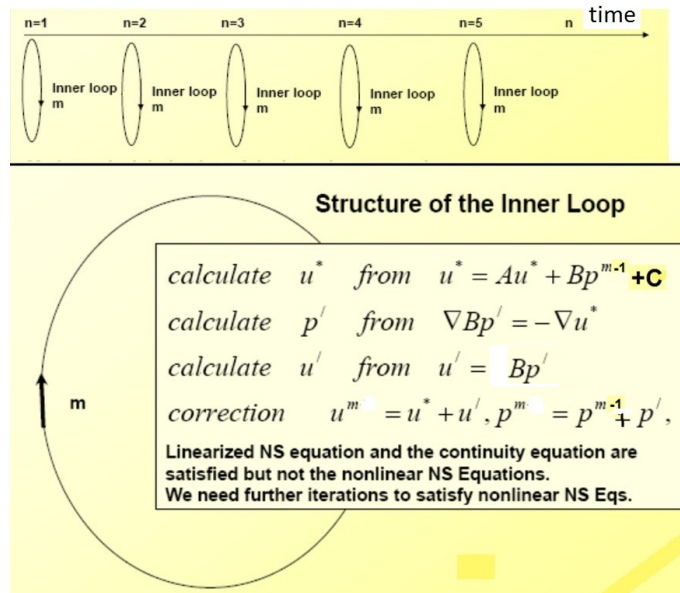 n=1 n=2 n=3 n=4 n=5 n time
Inner loop m Inner loop m Inner loop m Inner loop m Inner loop m
Structure of the Inner Loop
calculate u* from u* = Au* + Bp^m-1 +C
calculate p′ from ∇Bp′ = −∇u*
calculate u′ from u′ = Bp′
m
correction u^m = u* + u′, p^m = p^m-1 + p′,
Linearized NS equation and the continuity equation are
satisfied but not the nonlinear NS Equations.
We need further iterations to satisfy nonlinear NS Eqs.